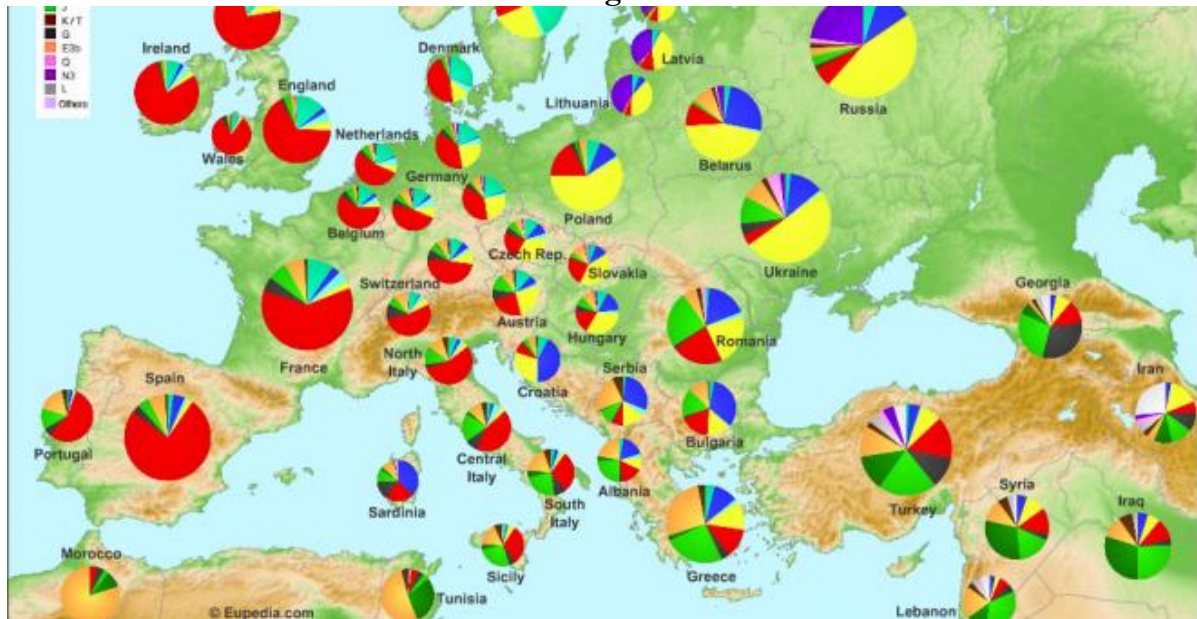 J
K/T
G
E3b
Q
N3
L
Others
Ireland
England
Wales
Netherlands
Denmark
Germany
Belgium
Latvia
Lithuania
Russia
Belarus
Poland
Ukraine
Czech Rep.
Slovakia
Switzerland
Austria
Hungary
Romania
France
North
Italy
Croatia
Serbia
Bulgaria
Georgia
Iran
Spain
Portugal
Central
Italy
Sardinia
South
Italy
Albania
Sicily
Greece
Turkey
Syria
Iraq
Lebanon
Morocco
Tunisia
© Eupedia.com